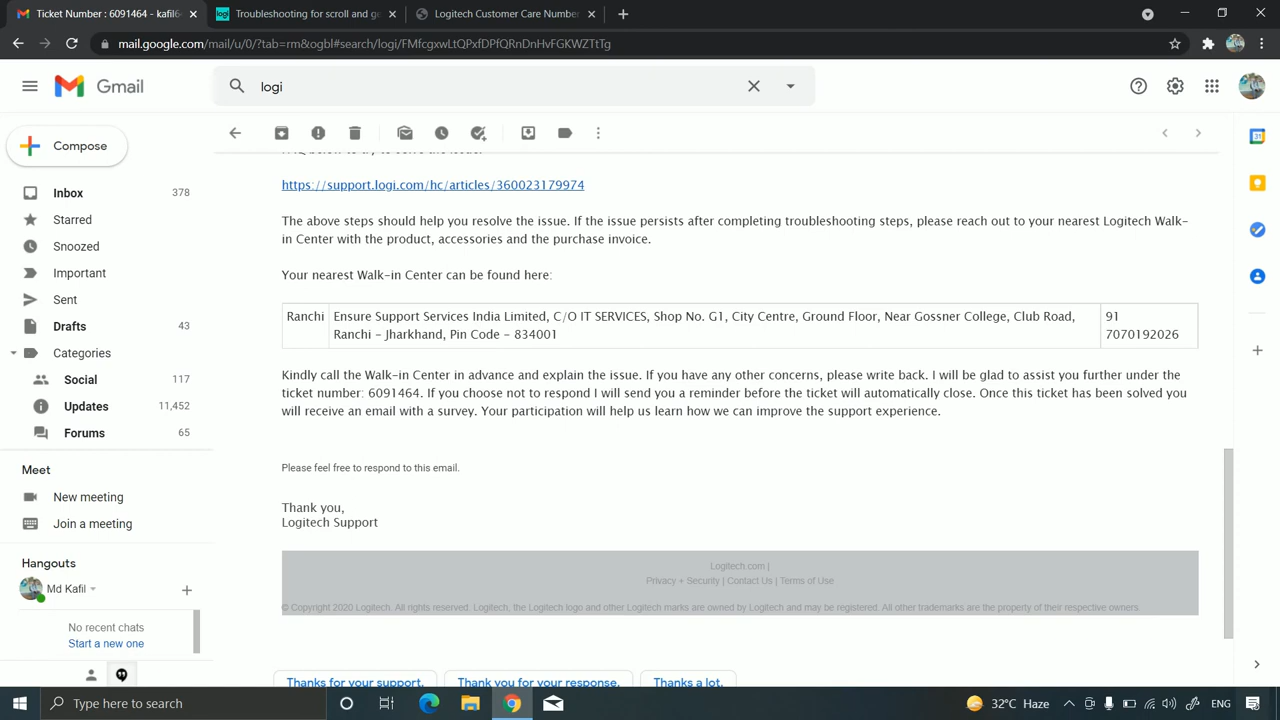 Ticket Number : 6091464 - kafil6
Troubleshooting for scroll and ge
Logitech Customer Care Number
mail.google.com/mail/u/0/?tab=rm&ogbl#search/logi/FMfcgxwLtQPxfDPfQRnDnHvFGKWZTtTg
Gmail
logi
Compose
Inbox 378
Starred
Snoozed
Important
Sent
Drafts 43
Categories
Social 117
Updates 11,452
Forums 65
Meet
New meeting
Join a meeting
Hangouts
Md Kafil
No recent chats
Start a new one
https://support.logi.com/hc/articles/360023179974
The above steps should help you resolve the issue. If the issue persists after completing troubleshooting steps, please reach out to your nearest Logitech Walk-
in Center with the product, accessories and the purchase invoice.
Your nearest Walk-in Center can be found here:
Ranchi Ensure Support Services India Limited, C/O IT SERVICES, Shop No. G1, City Centre, Ground Floor, Near Gossner College, Club Road, 91
Ranchi - Jharkhand, Pin Code - 834001 7070192026
Kindly call the Walk-in Center in advance and explain the issue. If you have any other concerns, please write back. I will be glad to assist you further under the
ticket number: 6091464. If you choose not to respond I will send you a reminder before the ticket will automatically close. Once this ticket has been solved you
will receive an email with a survey. Your participation will help us learn how we can improve the support experience.
Please feel free to respond to this email.
Thank you,
Logitech Support
Logitech.com |
Privacy + Security | Contact Us | Terms of Use
© Copyright 2020 Logitech. All rights reserved. Logitech, the Logitech logo and other Logitech marks are owned by Logitech and may be registered. All other trademarks are the property of their respective owners.
Thanks for your support.
Thank you for your response.
Thanks a lot.
31
Type here to search
32°C Haze
ENG